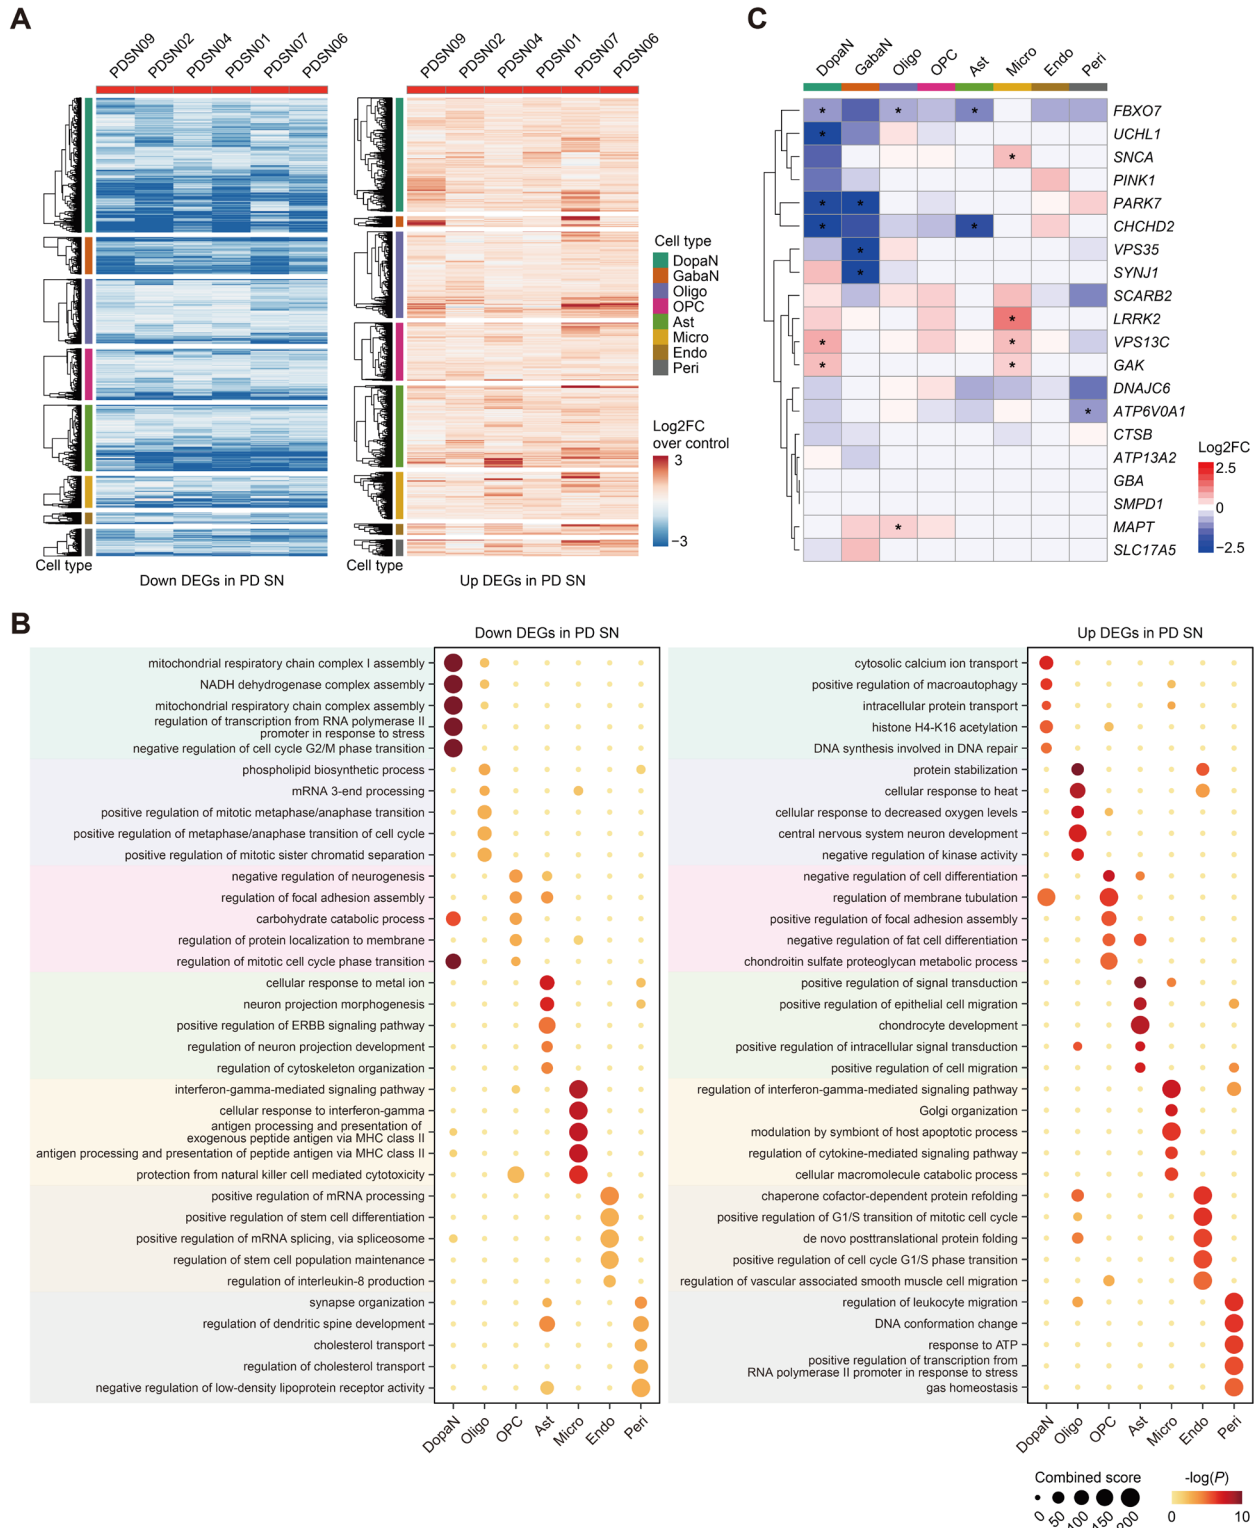 A
PDSN09
PDSN02
PDSN04
PDSN01
PDSN07
PDSN06
PDSN09
PDSN02
PDSN04
PDSN01
PDSN07
PDSN06
Cell type
DopaN
GabaN
Oligo
OPC
Ast
Micro
Endo
Peri
Log2FC
over control
3
−3
Cell type
Down DEGs in PD SN
Cell type
Up DEGs in PD SN
C
DopaN
GabaN
Oligo
OPC
Ast
Micro
Endo
Peri
* * * FBXO7
* UCHL1
* SNCA
PINK1
* * PARK7
* * CHCHD2
* VPS35
* SYNJ1
SCARB2
* LRRK2
* * VPS13C
* * GAK
DNAJC6
* ATP6V0A1
CTSB
ATP13A2
GBA
SMPD1
* MAPT
SLC17A5
Log2FC
2.5
0
−2.5
B
Down DEGs in PD SN
mitochondrial respiratory chain complex I assembly
NADH dehydrogenase complex assembly
mitochondrial respiratory chain complex assembly
regulation of transcription from RNA polymerase II
promoter in response to stress
negative regulation of cell cycle G2/M phase transition
phospholipid biosynthetic process
mRNA 3-end processing
positive regulation of mitotic metaphase/anaphase transition
positive regulation of metaphase/anaphase transition of cell cycle
positive regulation of mitotic sister chromatid separation
negative regulation of neurogenesis
regulation of focal adhesion assembly
carbohydrate catabolic process
regulation of protein localization to membrane
regulation of mitotic cell cycle phase transition
cellular response to metal ion
neuron projection morphogenesis
positive regulation of ERBB signaling pathway
regulation of neuron projection development
regulation of cytoskeleton organization
interferon-gamma-mediated signaling pathway
cellular response to interferon-gamma
antigen processing and presentation of
exogenous peptide antigen via MHC class II
antigen processing and presentation of peptide antigen via MHC class II
protection from natural killer cell mediated cytotoxicity
positive regulation of mRNA processing
positive regulation of stem cell differentiation
positive regulation of mRNA splicing, via spliceosome
regulation of stem cell population maintenance
regulation of interleukin-8 production
synapse organization
regulation of dendritic spine development
cholesterol transport
regulation of cholesterol transport
negative regulation of low-density lipoprotein receptor activity
DopaN
Oligo
OPC
Ast
Micro
Endo
Peri
Up DEGs in PD SN
cytosolic calcium ion transport
positive regulation of macroautophagy
intracellular protein transport
histone H4-K16 acetylation
DNA synthesis involved in DNA repair
protein stabilization
cellular response to heat
cellular response to decreased oxygen levels
central nervous system neuron development
negative regulation of kinase activity
negative regulation of cell differentiation
regulation of membrane tubulation
positive regulation of focal adhesion assembly
negative regulation of fat cell differentiation
chondroitin sulfate proteoglycan metabolic process
positive regulation of signal transduction
positive regulation of epithelial cell migration
chondrocyte development
positive regulation of intracellular signal transduction
positive regulation of cell migration
regulation of interferon-gamma-mediated signaling pathway
Golgi organization
modulation by symbiont of host apoptotic process
regulation of cytokine-mediated signaling pathway
cellular macromolecule catabolic process
chaperone cofactor-dependent protein refolding
positive regulation of G1/S transition of mitotic cell cycle
de novo posttranslational protein folding
positive regulation of cell cycle G1/S phase transition
regulation of vascular associated smooth muscle cell migration
regulation of leukocyte migration
DNA conformation change
response to ATP
positive regulation of transcription from
RNA polymerase II promoter in response to stress
gas homeostasis
DopaN
Oligo
OPC
Ast
Micro
Endo
Peri
Combined score
0
50
100
150
200
-log(P)
0
10